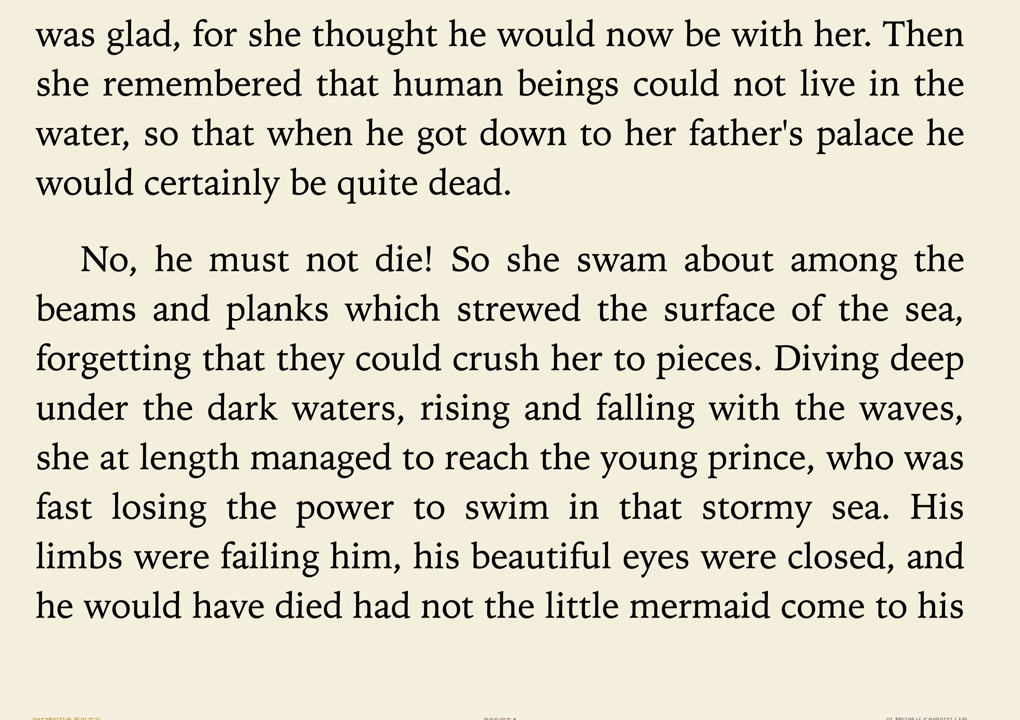 was glad, for she thought he would now be with her. Then
she remembered that human beings could not live in the
water, so that when he got down to her father's palace he
would certainly be quite dead.
No, he must not die! So she swam about among the
beams and planks which strewed the surface of the sea,
forgetting that they could crush her to pieces. Diving deep
under the dark waters, rising and falling with the waves,
she at length managed to reach the young prince, who was
fast losing the power to swim in that stormy sea. His
limbs were failing him, his beautiful eyes were closed, and
he would have died had not the little mermaid come to his